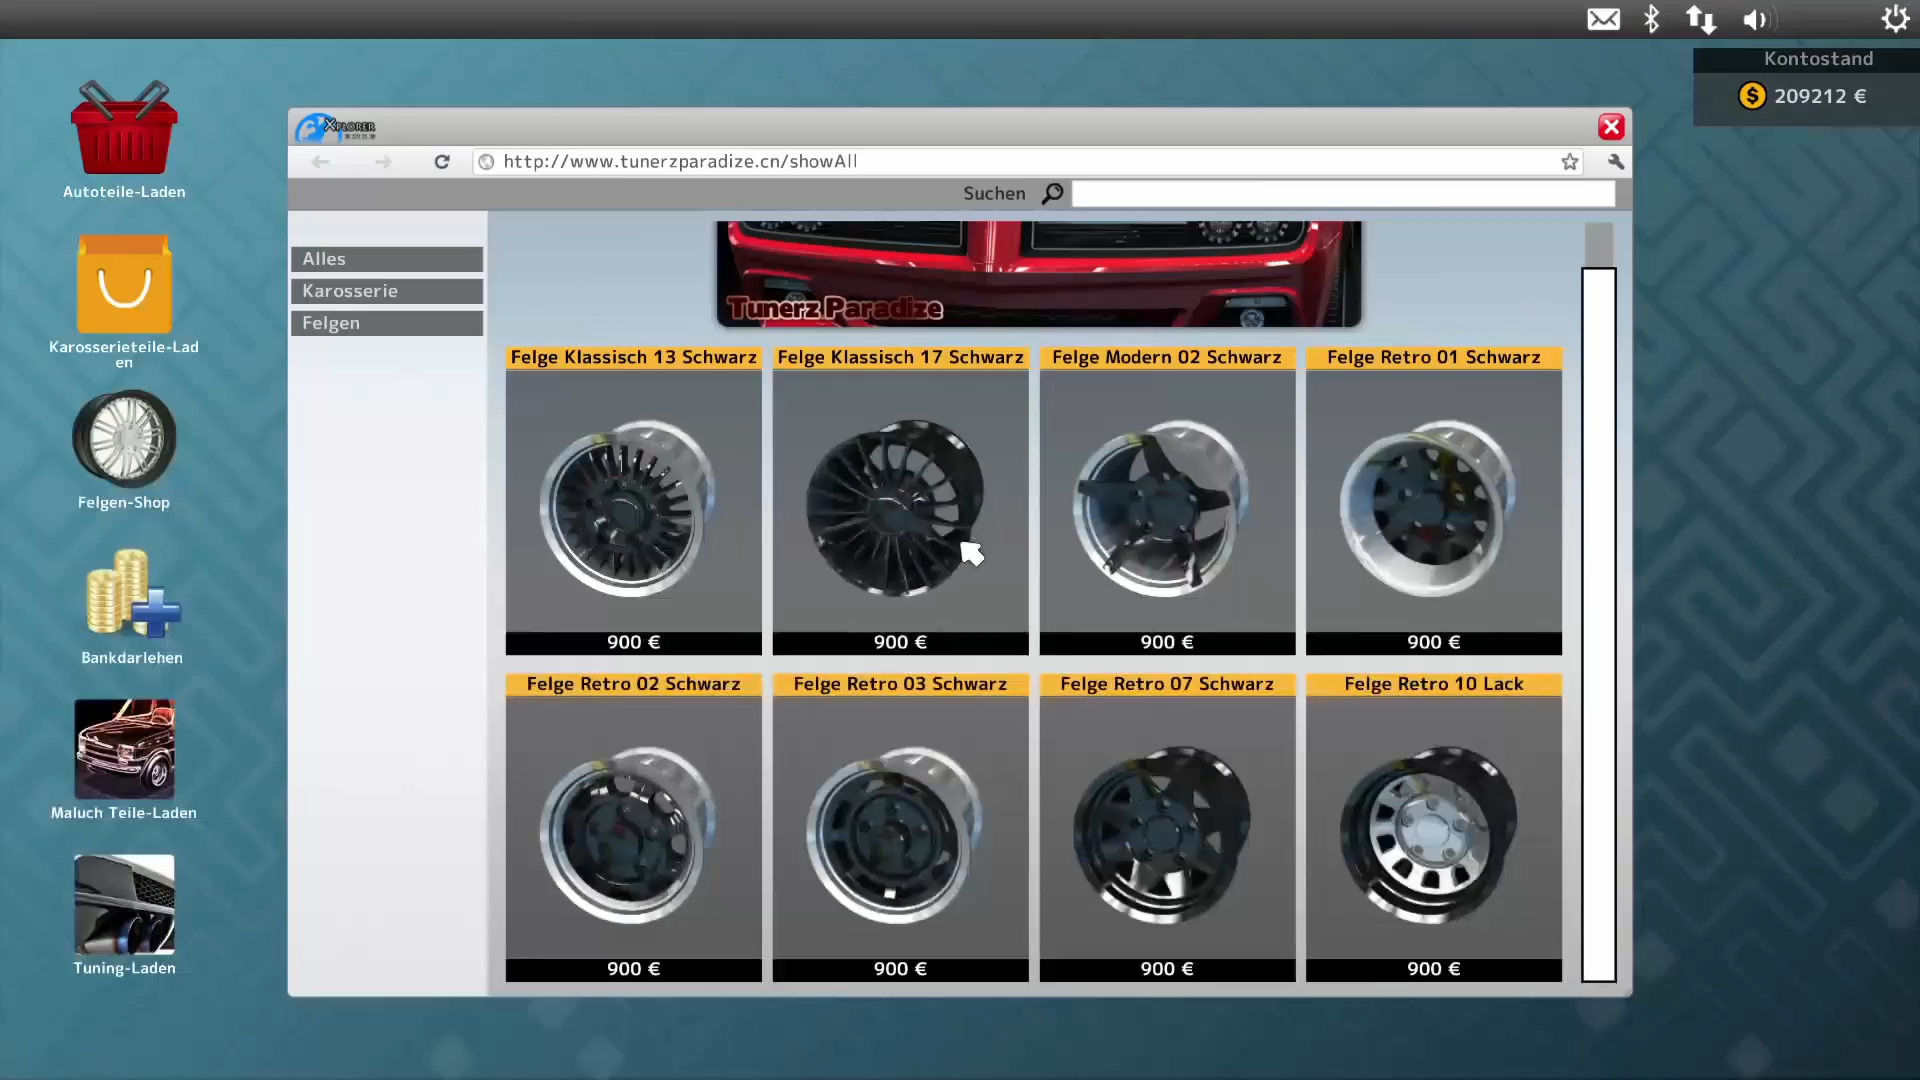 Kontostand
$ 209212 €
Autoteile-Laden
Karosserieteile-Lad
en
Felgen-Shop
Bankdarlehen
Maluch Teile-Laden
Tuning-Laden
XPLORER
http://www.tunerzparadize.cn/showAll
Suchen
Alles
Karosserie
Felgen
Tunerz Paradize
Felge Klassisch 13 Schwarz
Felge Klassisch 17 Schwarz
Felge Modern 02 Schwarz
Felge Retro 01 Schwarz
900 €
900 €
900 €
900 €
Felge Retro 02 Schwarz
Felge Retro 03 Schwarz
Felge Retro 07 Schwarz
Felge Retro 10 Lack
900 €
900 €
900 €
900 €